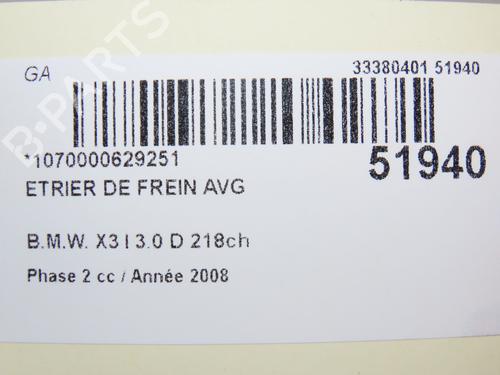 GA
33380401 51940
*1070000629251
51940
ETRIER DE FREIN AVG
B.M.W. X3 I 3.0 D 218ch
Phase 2 cc / Année 2008
B-PARTS